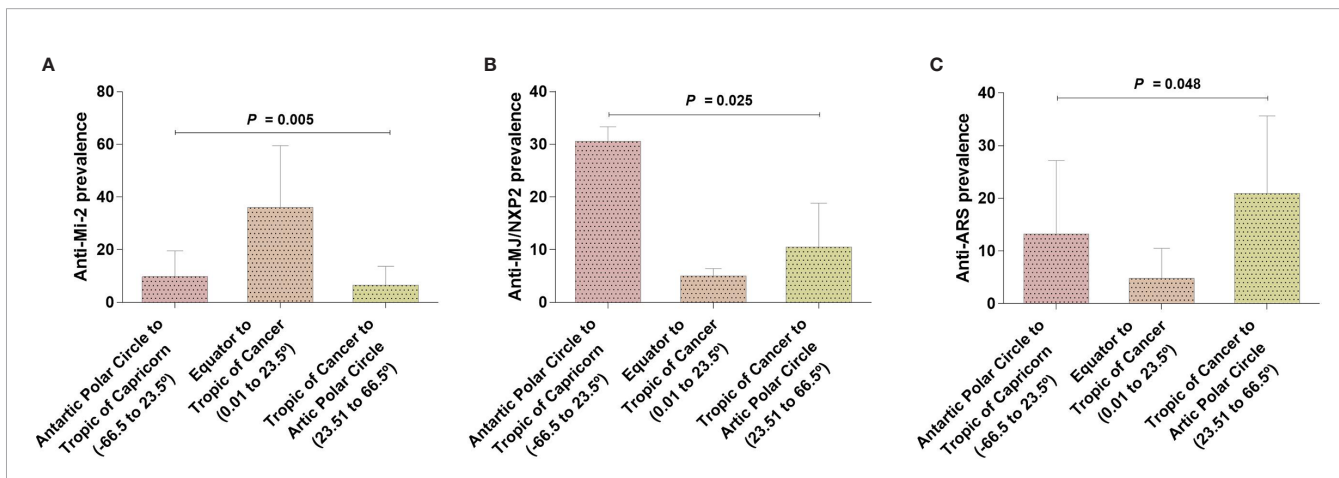 A
Anti-Mi-2 prevalence
80
60
40
20
0
P = 0.005
Antartic Polar Circle to
Tropic of Capricorn
(-66.5 to 23.5º)
Equator to
Tropic of Cancer
(0.01 to 23.5º)
Tropic of Cancer to
Artic Polar Circle
(23.51 to 66.5º)
B
Anti-MJ/NXP2 prevalence
40
30
20
10
0
P = 0.025
Antartic Polar Circle to
Tropic of Capricorn
(-66.5 to 23.5º)
Equator to
Tropic of Cancer
(0.01 to 23.5º)
Tropic of Cancer to
Artic Polar Circle
(23.51 to 66.5º)
C
Anti-ARS prevalence
40
30
20
10
0
P = 0.048
Antartic Polar Circle to
Tropic of Capricorn
(-66.5 to 23.5º)
Equator to
Tropic of Cancer
(0.01 to 23.5º)
Tropic of Cancer to
Artic Polar Circle
(23.51 to 66.5º)